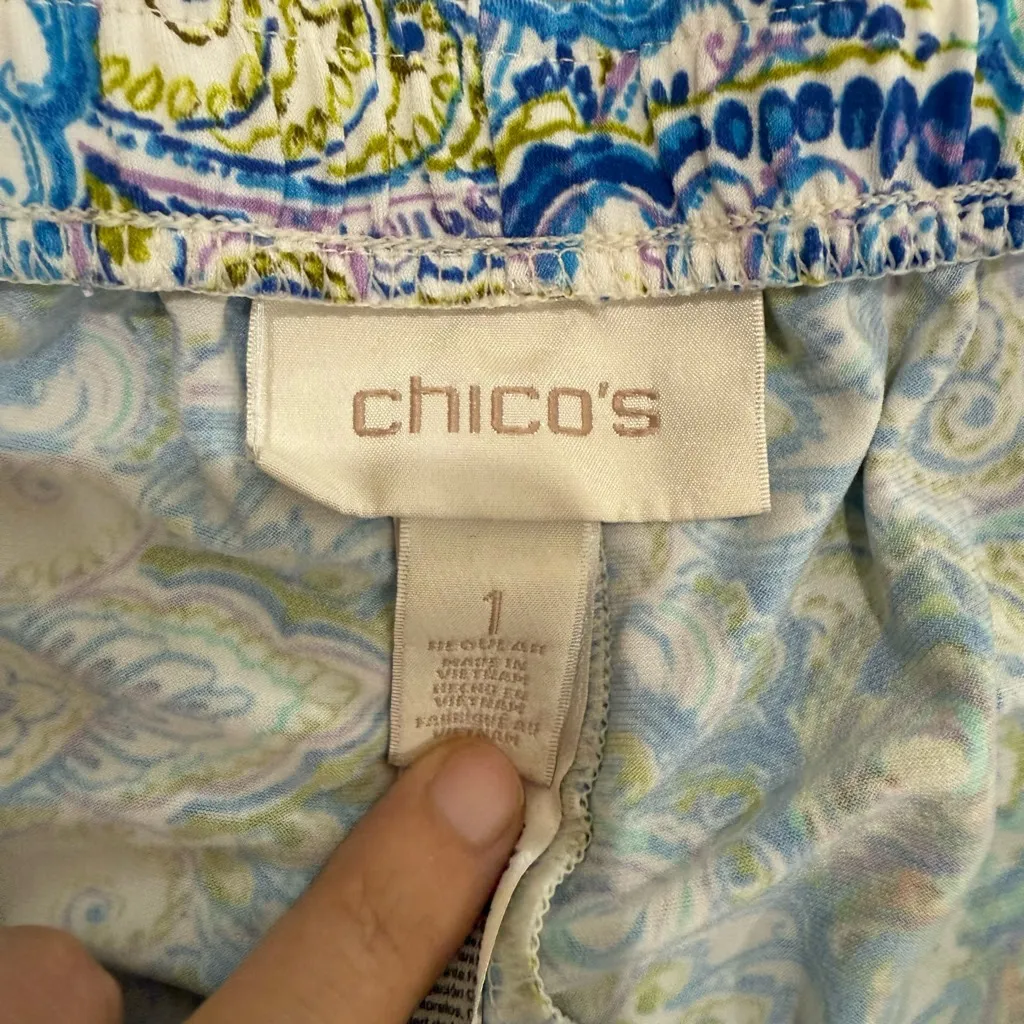 chico's
1
REGULAR
MADE IN
VIETNAM
HECHO EN
VIETNAM
FABRIQUÉ AU
VIETNAM